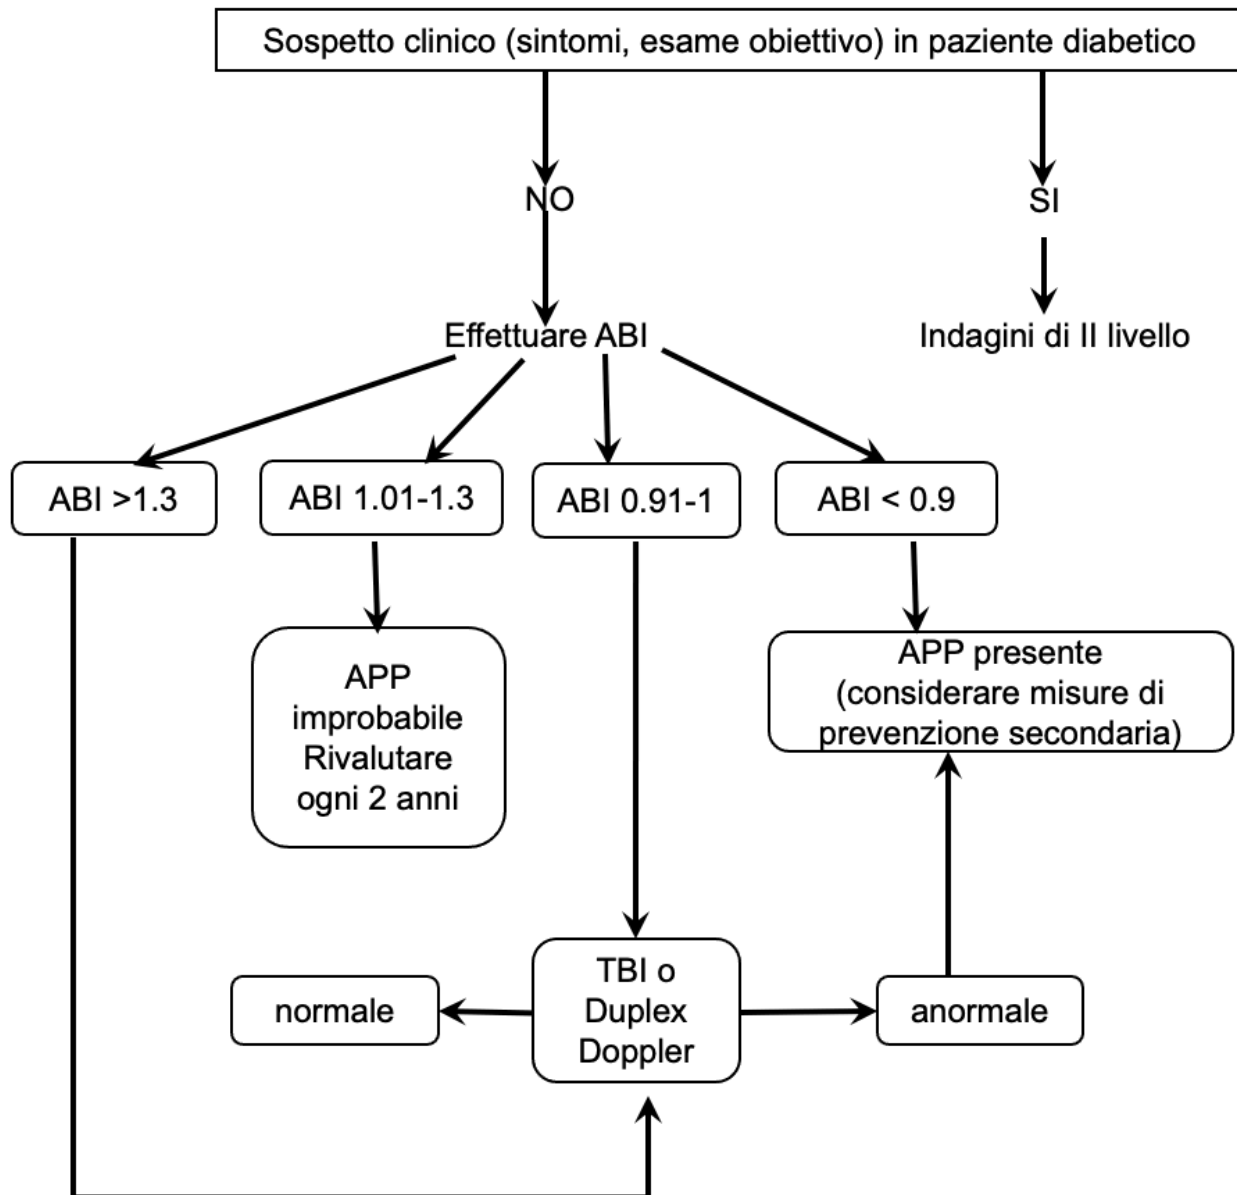 Sospetto clinico (sintomi, esame obiettivo) in paziente diabetico
NO
SI
Effettuare ABI
Indagini di II livello
ABI >1.3
ABI 1.01-1.3
ABI 0.91-1
ABI < 0.9
APP
improbabile
Rivalutare
ogni 2 anni
APP presente
(considerare misure di
prevenzione secondaria)
normale
TBI o
Duplex
Doppler
anormale